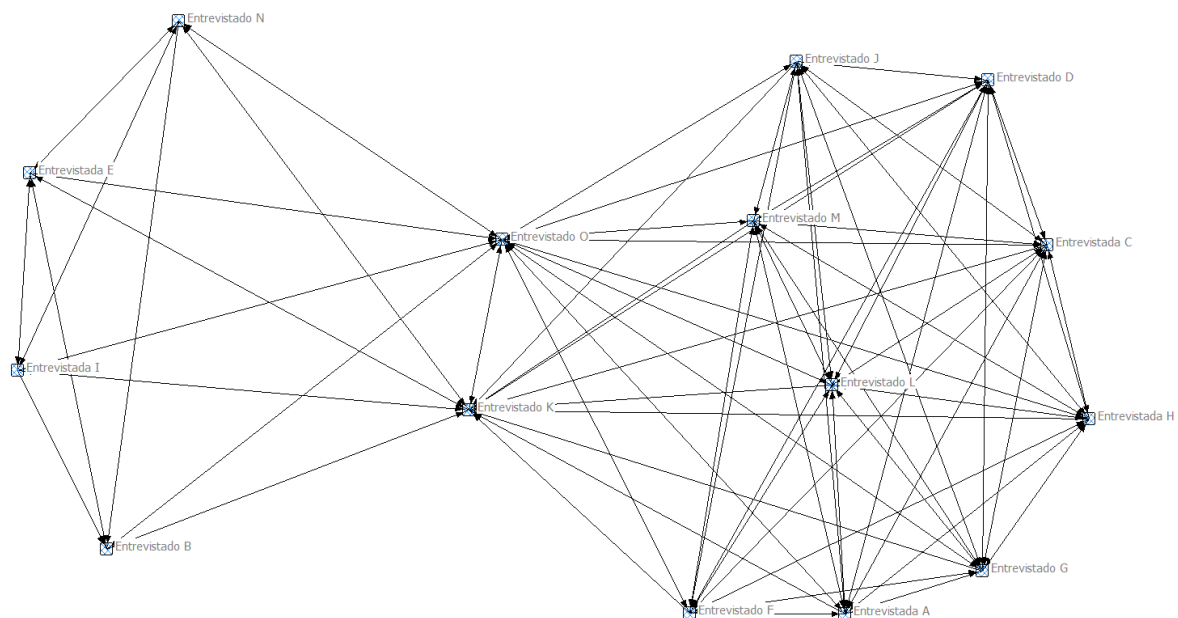 Entrevistado N
Entrevistado J
Entrevistado D
Entrevistada E
Entrevistado M
Entrevistado O
Entrevistada C
Entrevistada I
Entrevistado L
Entrevistado K
Entrevistada H
Entrevistado B
Entrevistado G
Entrevistado F
Entrevistada A